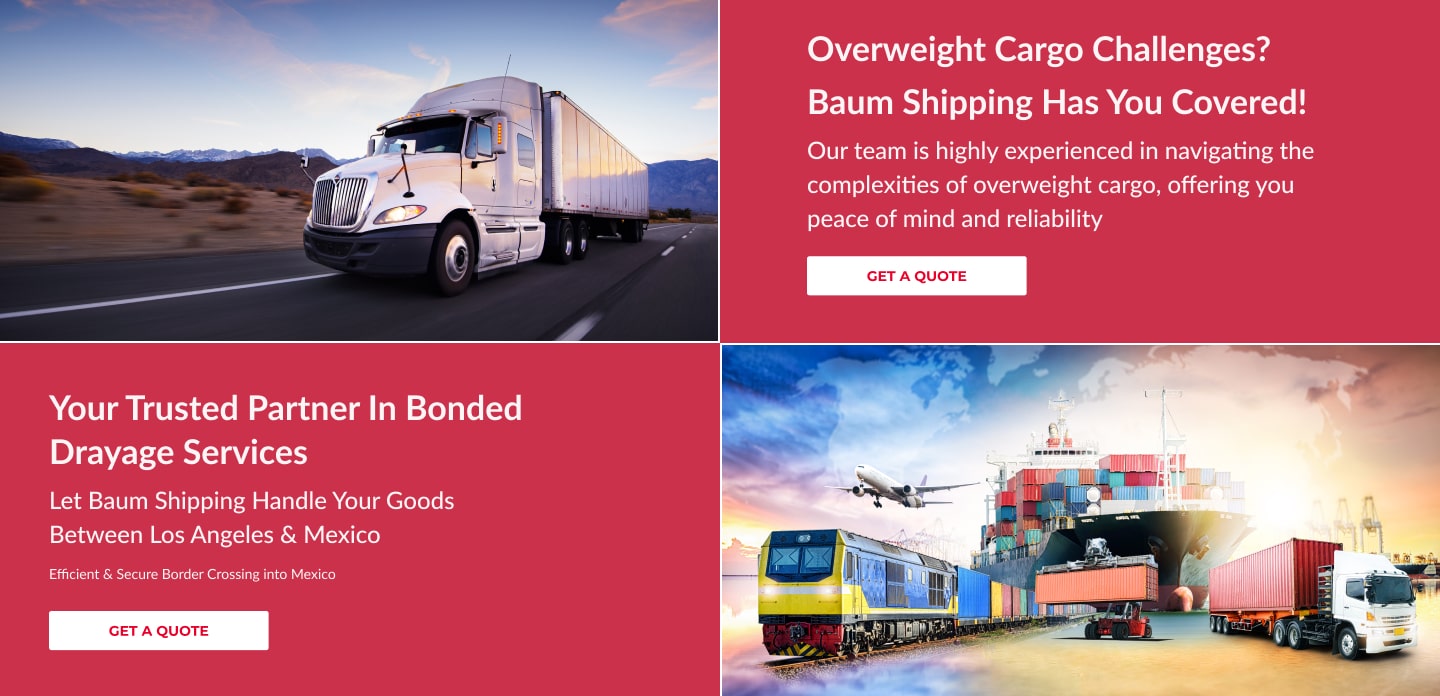 Overweight Cargo Challenges?
Baum Shipping Has You Covered!
Our team is highly experienced in navigating the
complexities of overweight cargo, offering you
peace of mind and reliability
GET A QUOTE
Your Trusted Partner In Bonded
Drayage Services
Let Baum Shipping Handle Your Goods
Between Los Angeles & Mexico
Efficient & Secure Border Crossing into Mexico
GET A QUOTE